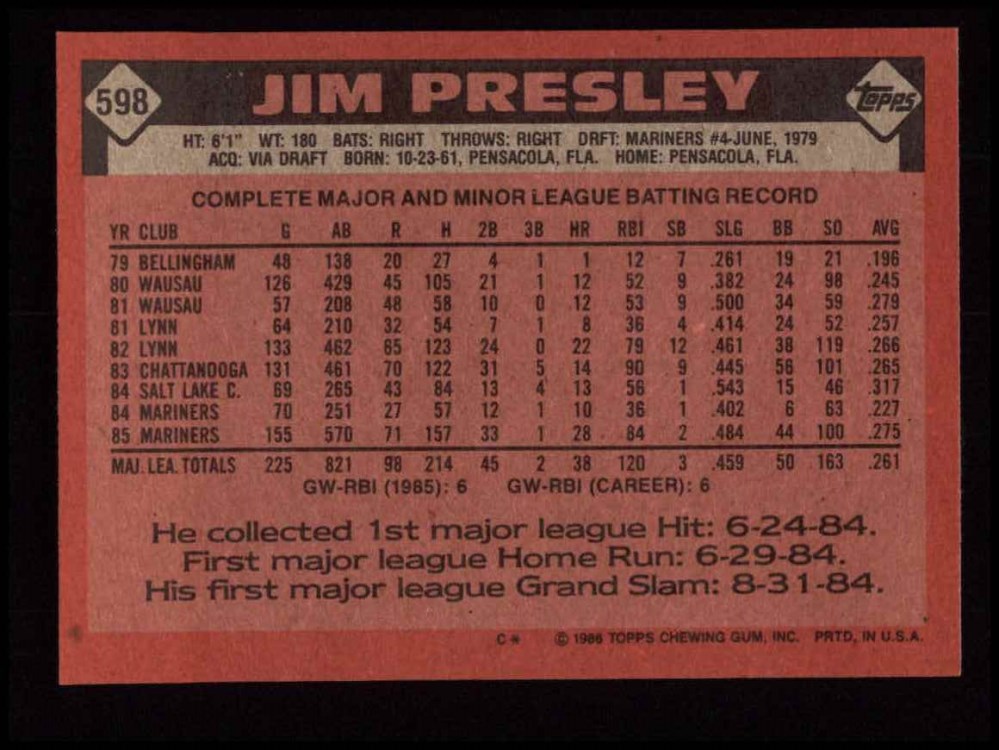 598 JIM PRESLEY Topps
HT: 6'1" WT: 180 BATS: RIGHT THROWS: RIGHT DRFT: MARINERS #4-JUNE, 1979
ACQ: VIA DRAFT BORN: 10-23-61, PENSACOLA, FLA. HOME: PENSACOLA, FLA.
COMPLETE MAJOR AND MINOR LEAGUE BATTING RECORD
YR CLUB G AB R H 2B 3B HR RBI SB SLG BB SO AVG
79 BELLINGHAM 48 138 20 27 4 1 1 12 7 .261 19 21 .196
80 WAUSAU 126 429 45 105 21 1 12 52 9 .382 24 98 .245
81 WAUSAU 57 208 48 58 10 0 12 53 9 .500 34 59 .279
81 LYNN 64 210 32 54 7 1 8 36 4 .414 24 52 .257
82 LYNN 133 462 65 123 24 0 22 79 12 .461 38 119 .266
83 CHATTANOOGA 131 461 70 122 31 5 14 90 9 .445 56 101 .265
84 SALT LAKE C. 69 265 43 84 13 4 13 56 1 .543 15 46 .317
84 MARINERS 70 251 27 57 12 1 10 36 1 .402 6 63 .227
85 MARINERS 155 570 71 157 33 1 28 84 2 .484 44 100 .275
MAJ. LEA. TOTALS 225 821 98 214 45 2 38 120 3 .459 50 163 .261
GW-RBI (1985): 6 GW-RBI (CAREER): 6
He collected 1st major league Hit: 6-24-84.
First major league Home Run: 6-29-84.
His first major league Grand Slam: 8-31-84.
C* © 1986 TOPPS CHEWING GUM, INC. PRTD, IN U.S.A.